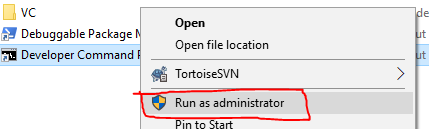 VC
Debuggable Package M
Developer Command
Open
Open file location
TortoiseSVN
Run as administrator
Pin to Start